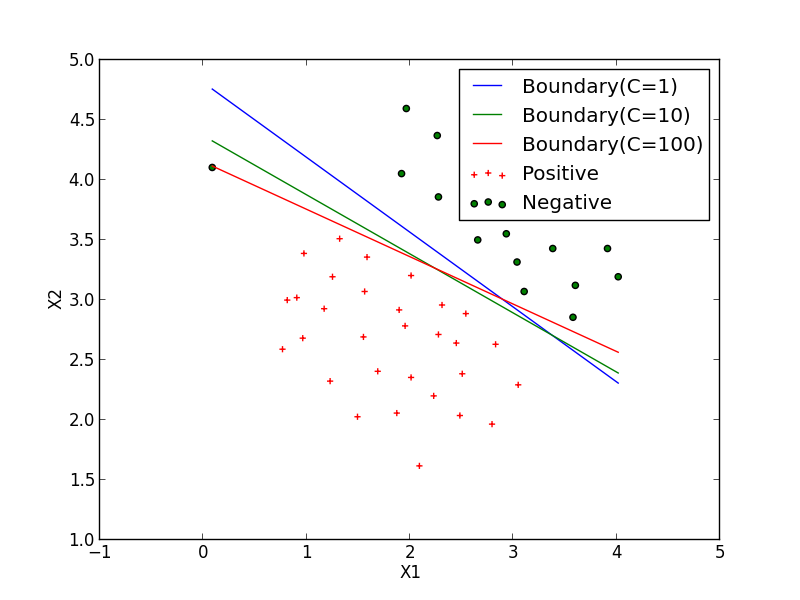 5.0
4.5
4.0
3.5
3.0
2.5
2.0
1.5
1.0
X2
Boundary(C=1)
Boundary(C=10)
Boundary(C=100)
Positive
Negative
−1 0 1 2 3 4 5
X1